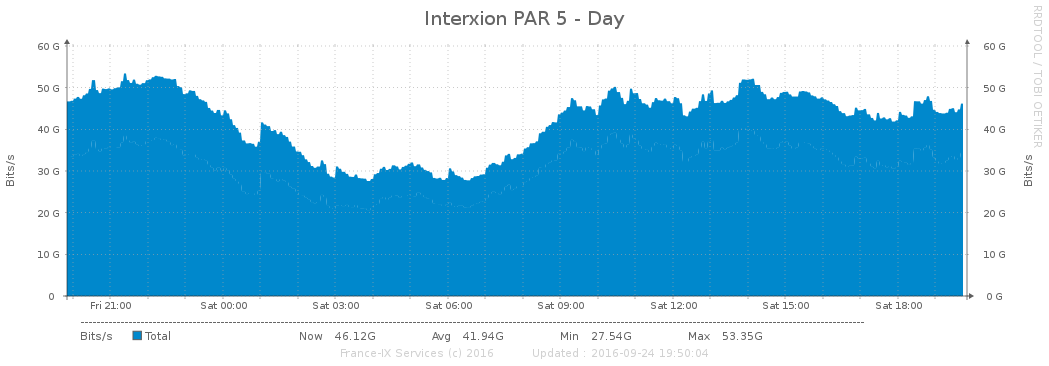 Interxion PAR 5 - Day
RRDTOOL / TOBI OETIKER
60 G 60 G
50 G 50 G
40 G 40 G
30 G 30 G
20 G 20 G
10 G 10 G
0 0 G
Bits/s
Bits/s
Fri 21:00 Sat 00:00 Sat 03:00 Sat 06:00 Sat 09:00 Sat 12:00 Sat 15:00 Sat 18:00
Bits/s Total Now 46.12G Avg 41.94G Min 27.54G Max 53.35G
France-IX Services (c) 2016 Updated : 2016-09-24 19:50:04